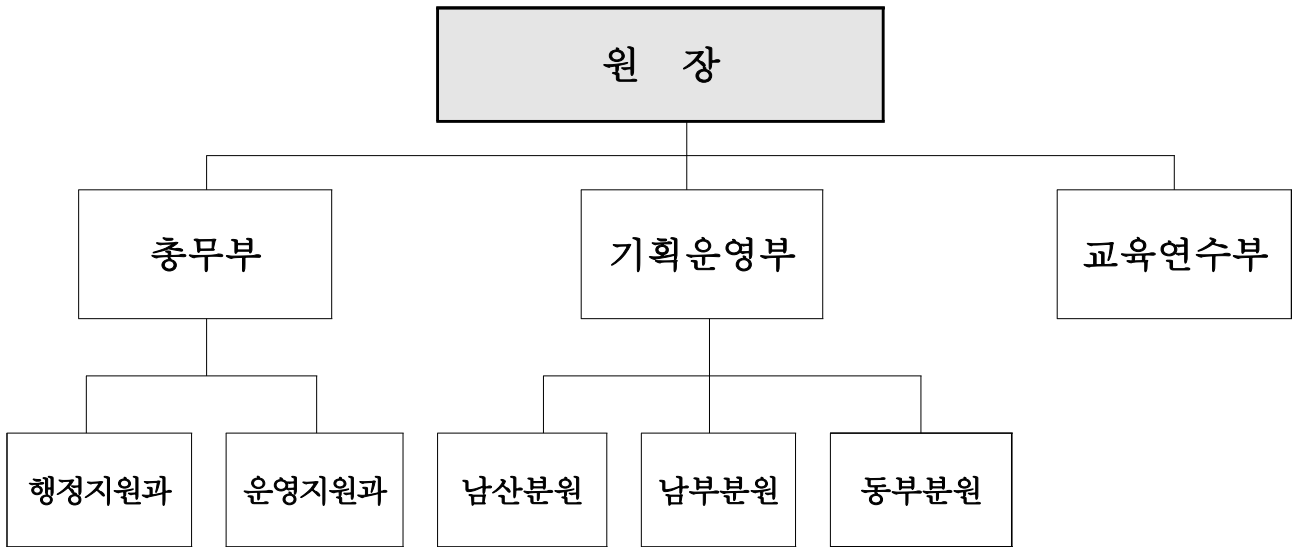 원 장
총무부
기획운영부
교육연수부
행정지원과
운영지원과
남산분원
남부분원
동부분원